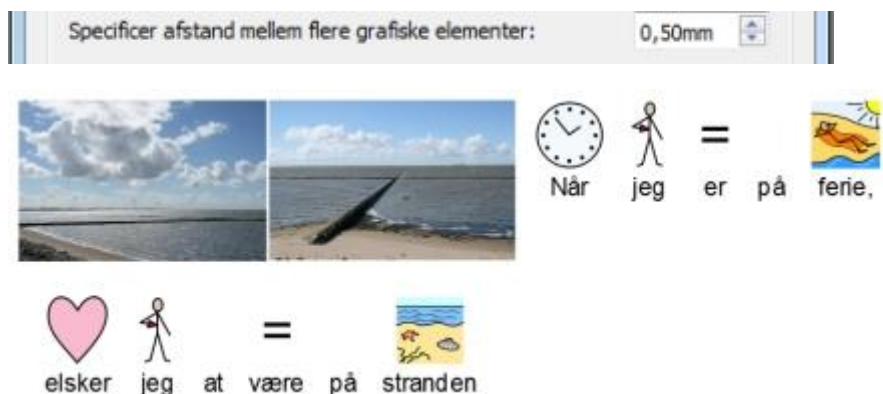 Specificer afstand mellem flere grafiske elementer: 0,50mm
Når jeg er på ferie,
elsker jeg at være på stranden